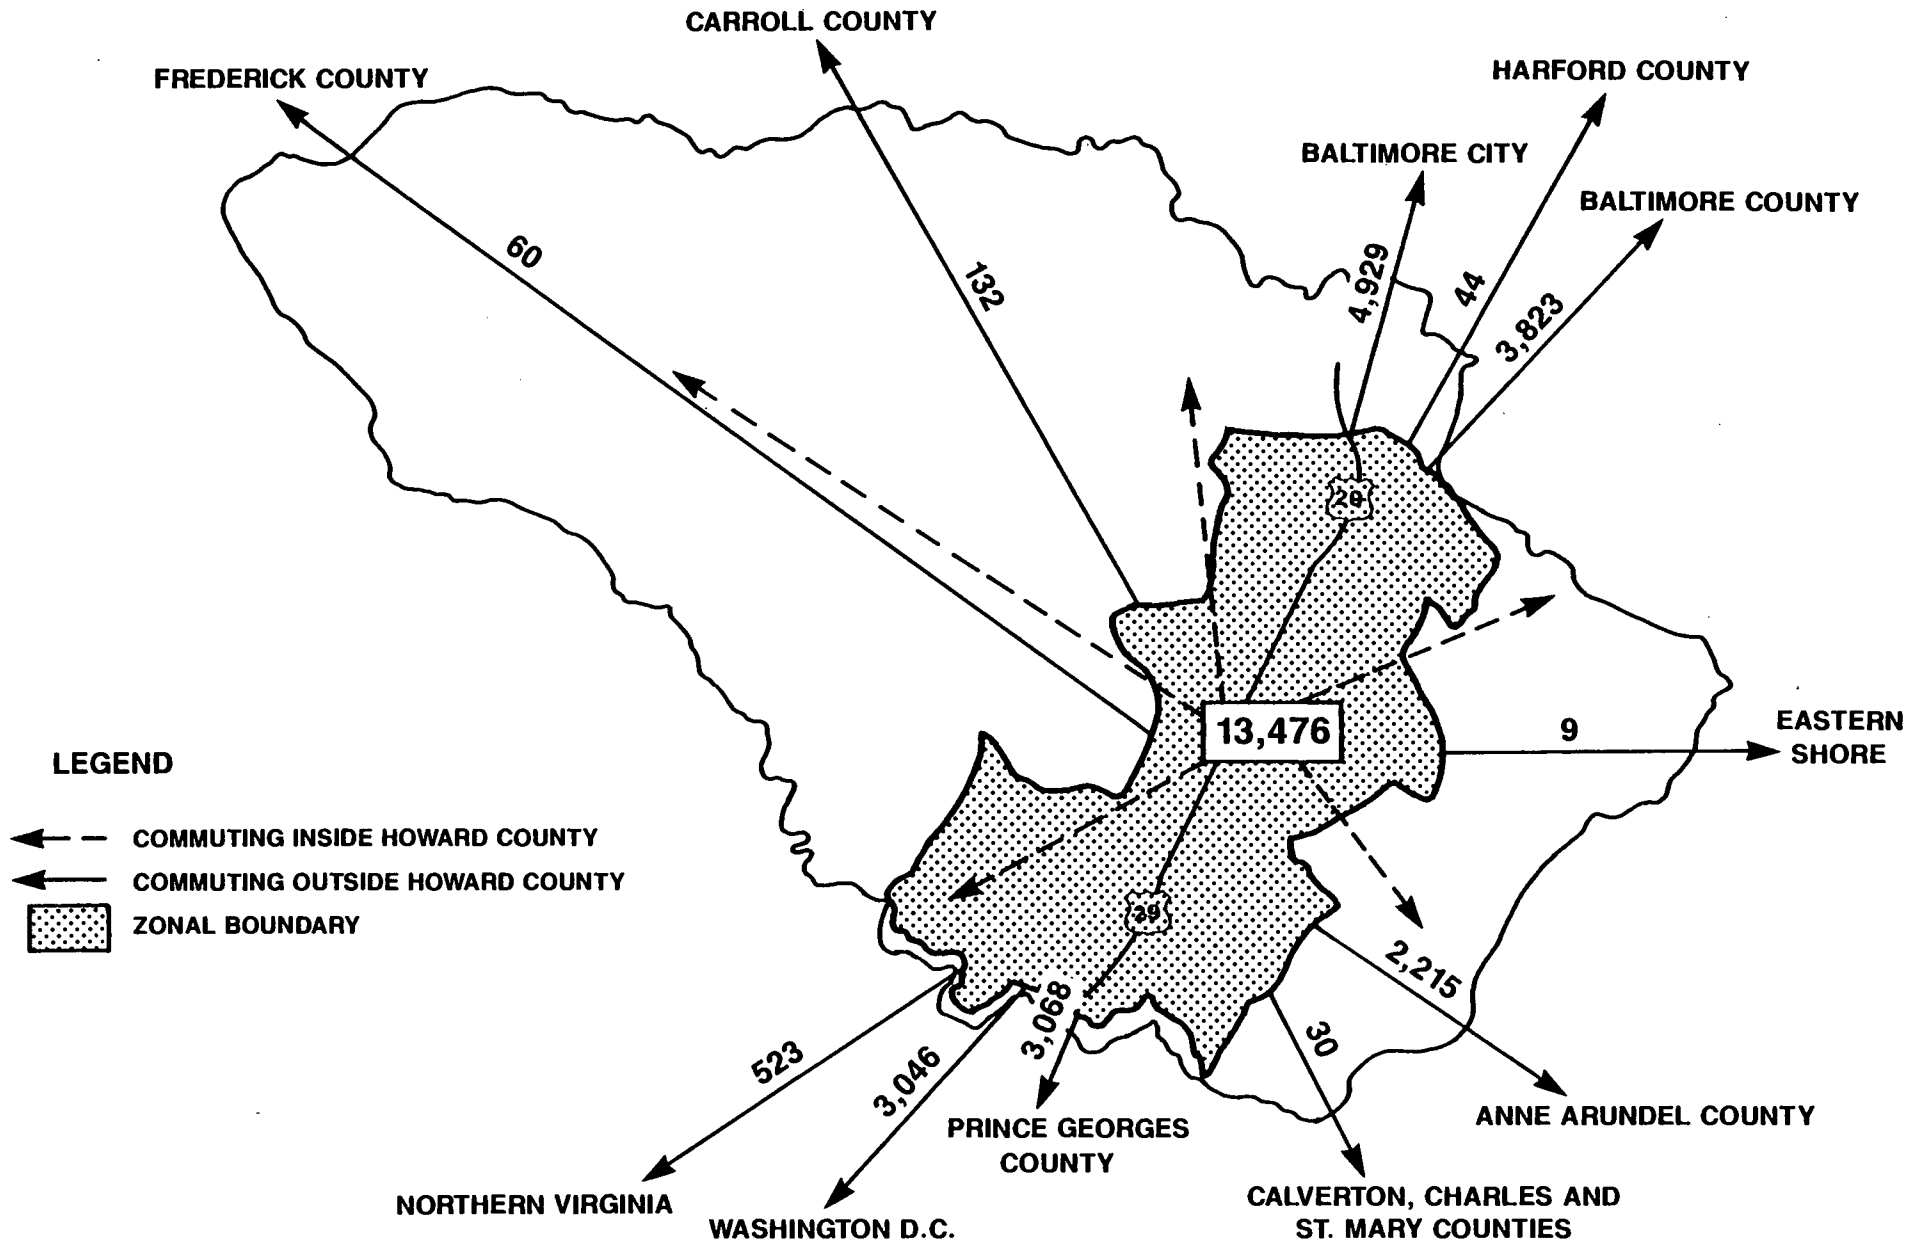 CARROLL COUNTY
FREDERICK COUNTY
HARFORD COUNTY
BALTIMORE CITY
BALTIMORE COUNTY
60
132
4,929
44
3,823
29
13,476
9
EASTERN
SHORE
LEGEND
COMMUTING INSIDE HOWARD COUNTY
COMMUTING OUTSIDE HOWARD COUNTY
ZONAL BOUNDARY
29
2,215
30
3,068
3,046
523
ANNE ARUNDEL COUNTY
PRINCE GEORGES
COUNTY
NORTHERN VIRGINIA
WASHINGTON D.C.
CALVERTON, CHARLES AND
ST. MARY COUNTIES